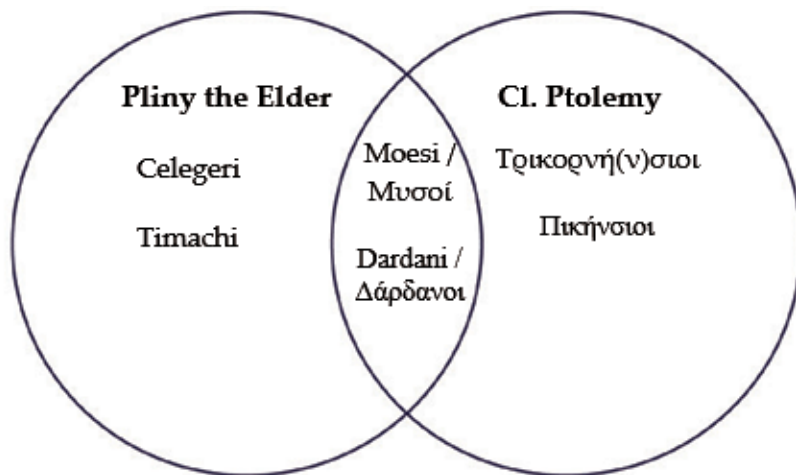 Pliny the Elder
Celegeri
Timachi
Moesi /
Μυσοί
Dardani /
Δάρδανοι
Cl. Ptolemy
Τρικορνή(ν)σιοι
Πικήνσιοι